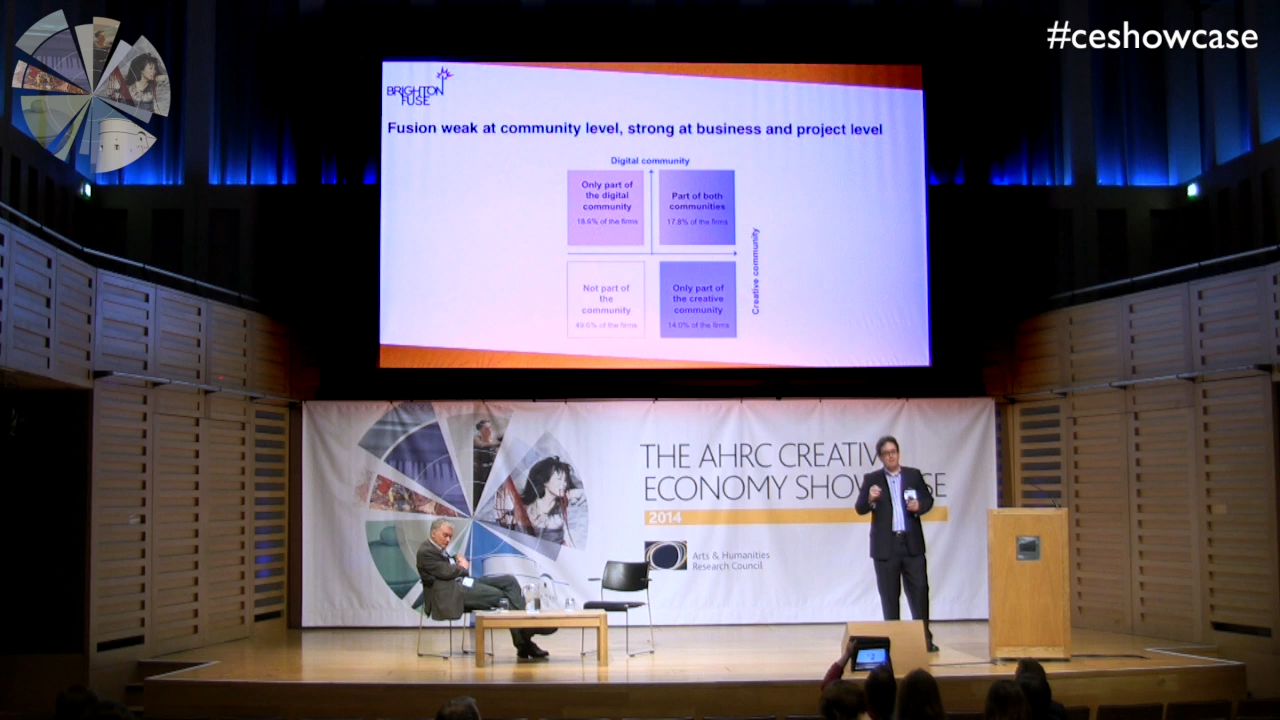 #ceshowcase
BRIGHTON
FUSE
Fusion weak at community level, strong at business and project level
Digital community
Only part of
the digital
community
18.6% of the firms
Part of both
communities
17.8% of the firms
Creative community
Not part of
the
community
49.6% of the firms
Only part of
the creative
community
14.0% of the firms
THE AHRC CREATIV
ECONOMY SHOW SE
2014
Arts & Humanities
Research Council